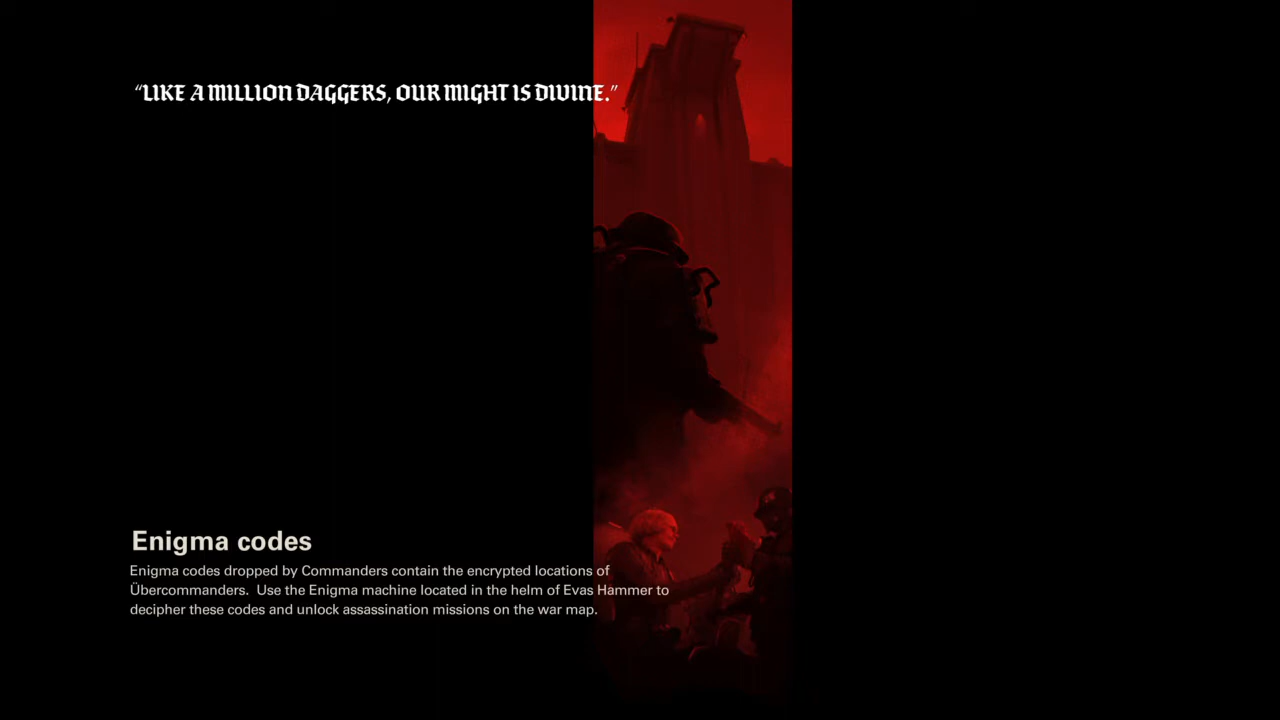 “LIKE A MILLION DAGGERS, OUR MIGHT IS DIVINE.”
Enigma codes
Enigma codes dropped by Commanders contain the encrypted locations of
Übercommanders.  Use the Enigma machine located in the helm of Evas Hammer to
decipher these codes and unlock assassination missions on the war map.